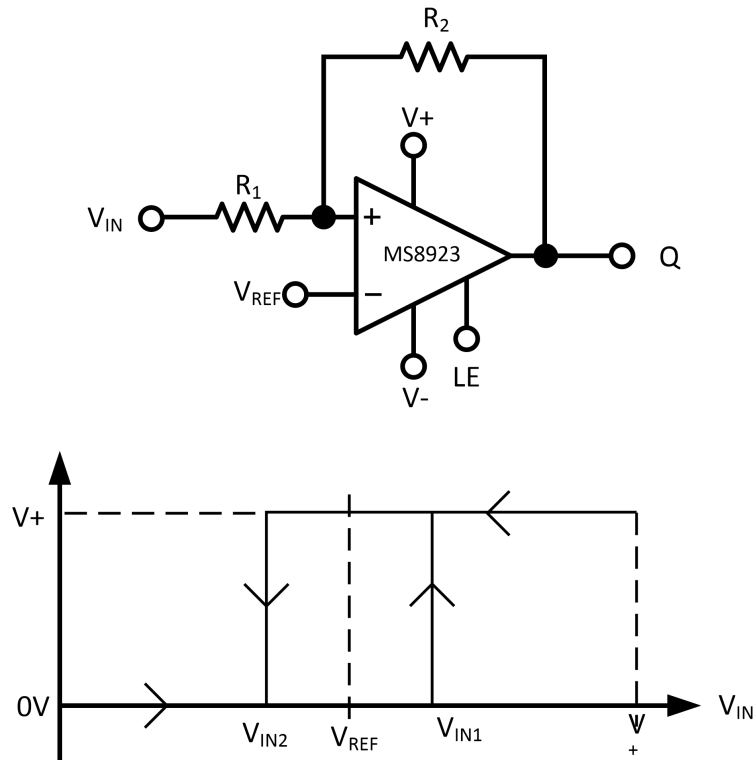 R2
V+
R1
VIN
+
MS8923
VREF
−
Q
LE
V-
V+
0V
VIN2
VREF
VIN1
V
+
VIN